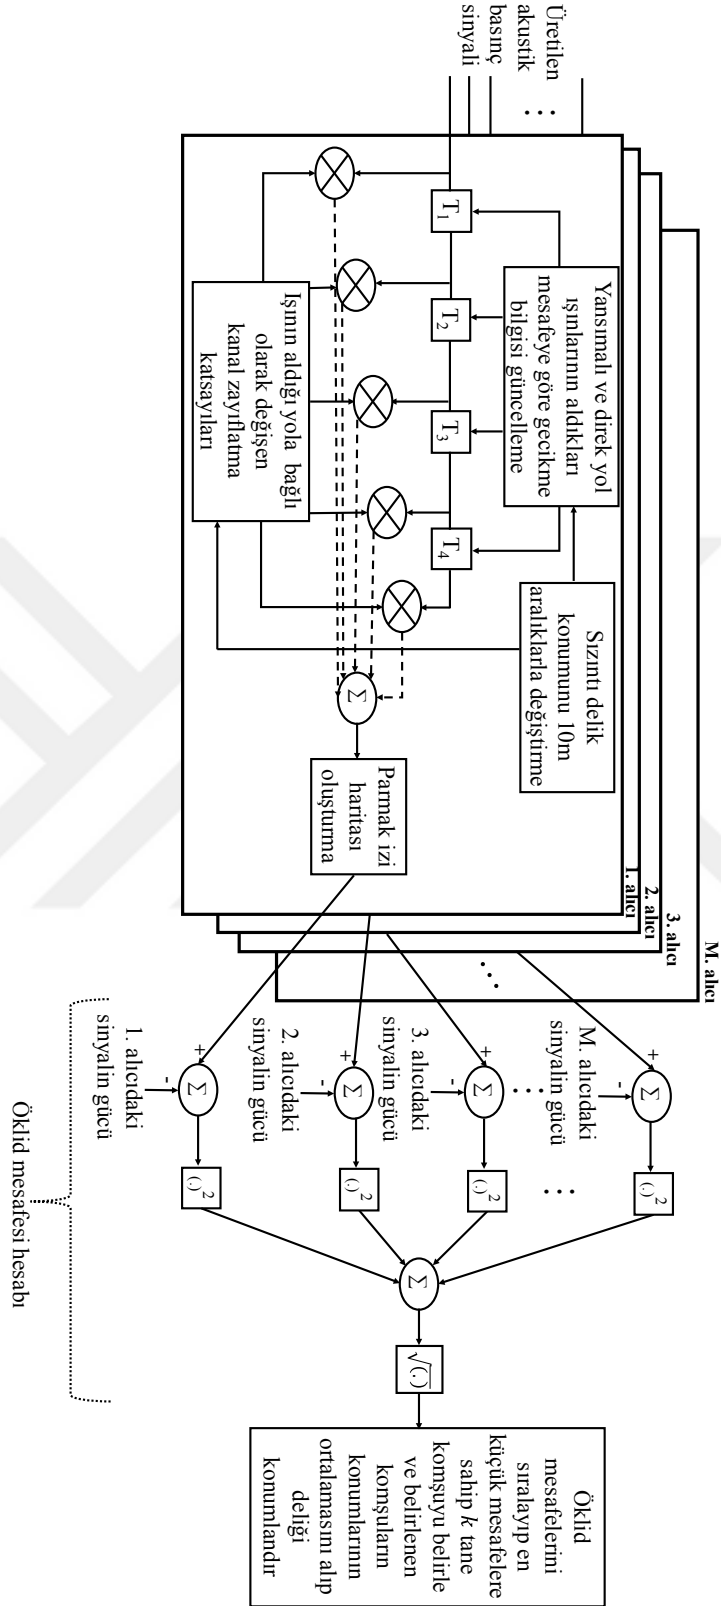 Üretilen
akustik
basınç
sinyali
...
T1
T2
T3
T4
Yansımalı ve direk yol
ışınlarının aldıkları
mesafeye göre gecikme
bilgisi güncelleme
Sızıntı delik
konumunu 10m
aralıklarla değiştirme
Işının aldığı yola bağlı
olarak değişen
kanal zayıflatma
katsayıları
Σ
Parmak izi
haritası
oluşturma
1. alıcı
2. alıcı
3. alıcı
M. alıcı
...
M. alıcıdaki
sinyalin gücü
+
-
Σ
(.)²
...
...
3. alıcıdaki
sinyalin gücü
+
-
Σ
(.)²
2. alıcıdaki
sinyalin gücü
+
-
Σ
(.)²
1. alıcıdaki
sinyalin gücü
+
-
Σ
(.)²
Σ
√(.)
Öklid
mesafelerini
sıralayıp en
küçük mesafelere
sahip k tane
komşuyu belirle
ve belirlenen
komşuların
konumlarının
ortalamasını alıp
deliği
konumlandır
Öklid mesafesi hesabı